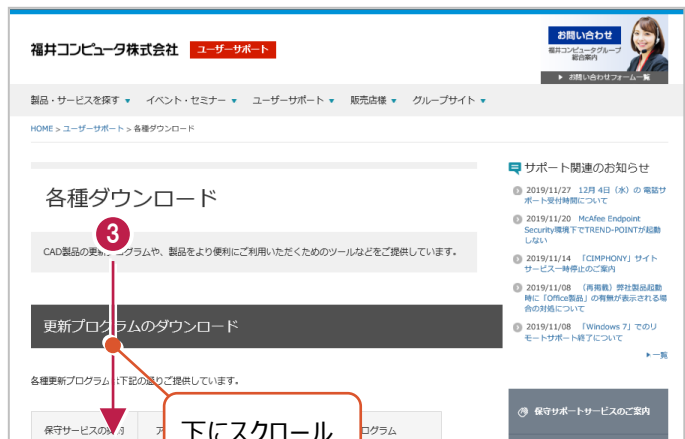 福井コンピュータ株式会社 ユーザーサポート
お問い合わせ
福井コンピュータグループ
総合案内
お問い合わせフォーム一覧
製品・サービスを探す イベント・セミナー ユーザーサポート 販売店様 グループサイト
HOME > ユーザーサポート > 各種ダウンロード
各種ダウンロード
3
CAD製品の更新プログラムや、製品をより便利にご利用いただくためのツールなどをご提供しています。
更新プログラムのダウンロード
各種更新プログラムは下記の通りご提供しています。
保守サービスの
ログラム
下にスクロール
サポート関連のお知らせ
2019/11/27 12月 4日(水)の 電話サ
ポート受付時間について
2019/11/20 McAfee Endpoint
Security環境下でTREND-POINTが起動
しない
2019/11/14 「CIMPHONY」サイト
サービス一時停止のご案内
2019/11/08 (再掲載)弊社製品起動
時に「Office製品」の有無が表示される場
合の対処について
2019/11/08 「Windows 7」でのリ
モートサポート終了について
一覧
保守サポートサービスのご案内